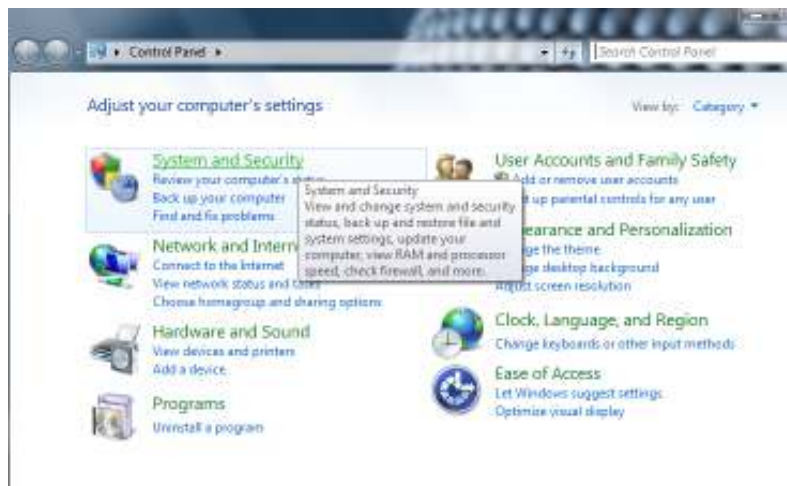 Control Panel
Search Control Panel
Adjust your computer's settings
View by: Category
System and Security
Review your computer's status
Back up your computer
Find and fix problems
System and Security
View and change system and security
status, back up and restore file and
system settings, update your
computer, view RAM and processor
speed, check firewall, and more.
Network and Intern
Connect to the Internet
View network status and tasks
Choose homegroup and sharing options
Hardware and Sound
View devices and printers
Add a device
Programs
Uninstall a program
User Accounts and Family Safety
Add or remove user accounts
up parental controls for any user
earance and Personalization
ge the theme
ge desktop background
Adjust screen resolution
Clock, Language, and Region
Change keyboards or other input methods
Ease of Access
Let Windows suggest settings
Optimize visual display